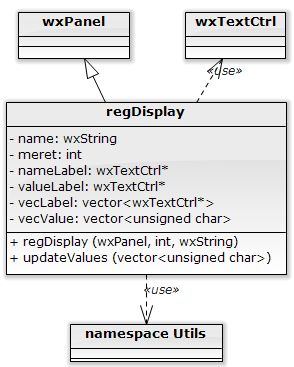 wxPanel
wxTextCtrl
«use»
regDisplay
- name: wxString
- meret: int
- nameLabel: wxTextCtrl*
- valueLabel: wxTextCtrl*
- vecLabel: vector<wxTextCtrl*>
- vecValue: vector<unsigned char>
+ regDisplay (wxPanel, int, wxString)
+ updateValues (vector<unsigned char>)
«use»
namespace Utils